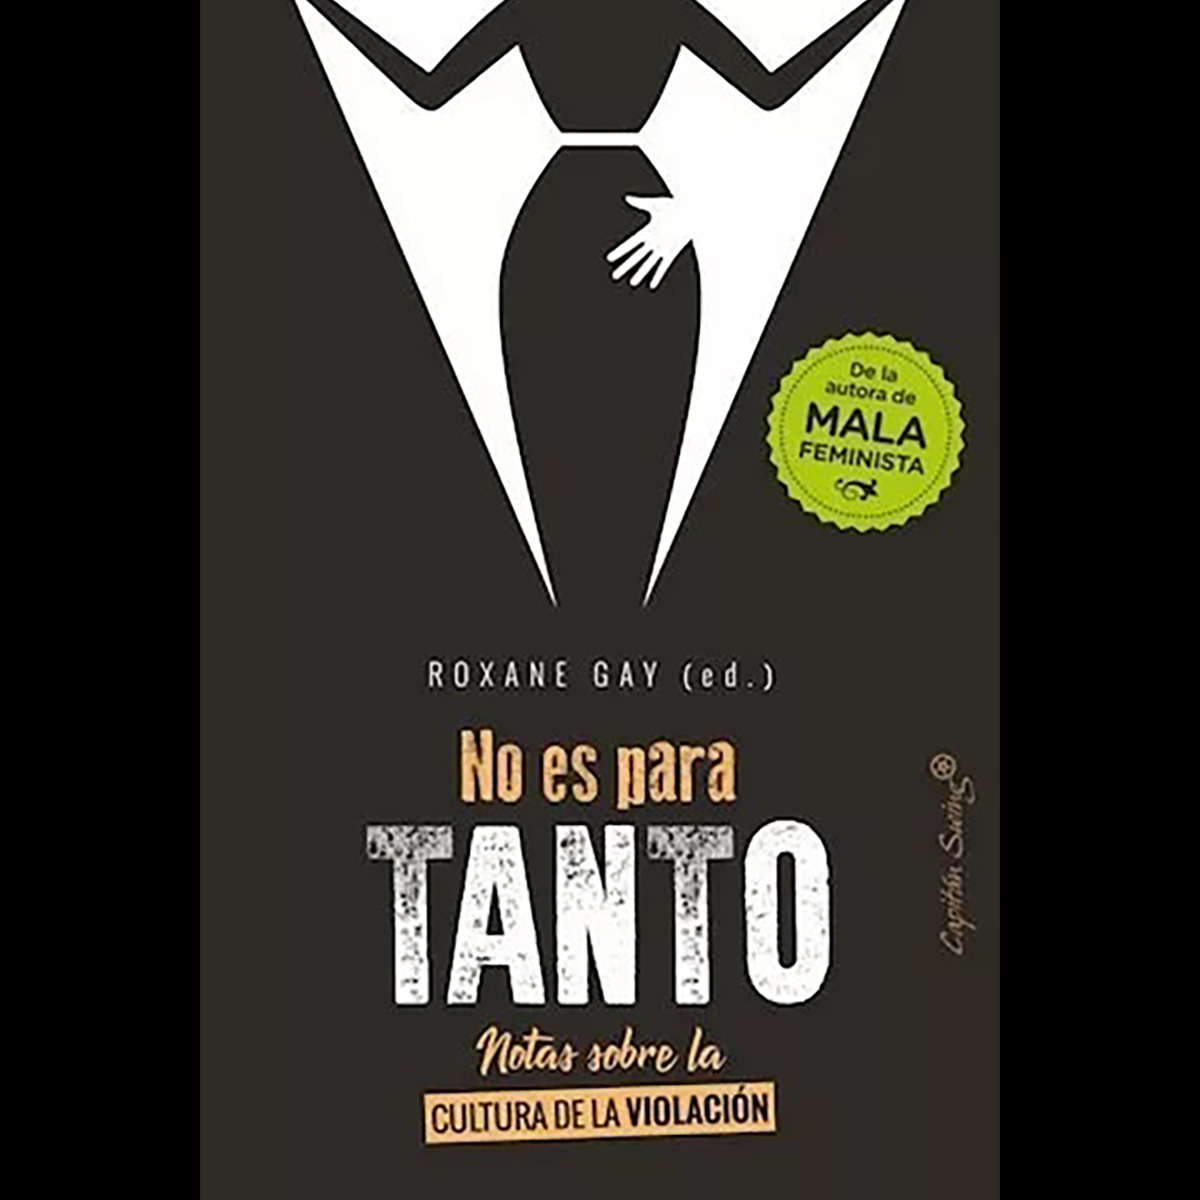 De la
autora de
MALA
FEMINISTA
ROXANE GAY (ed.)
No es para
TANTO
Notas sobre la
CULTURA DE LA VIOLACIÓN
Capitán Swing